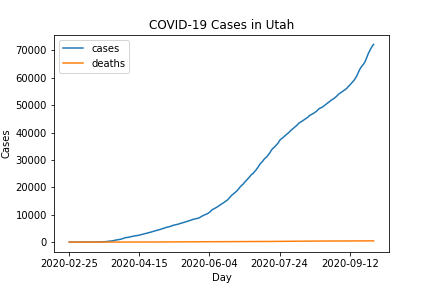 COVID-19 Cases in Utah
cases
deaths
70000
60000
50000
40000
30000
20000
10000
0
Cases
2020-02-25 2020-04-15 2020-06-04 2020-07-24 2020-09-12
Day